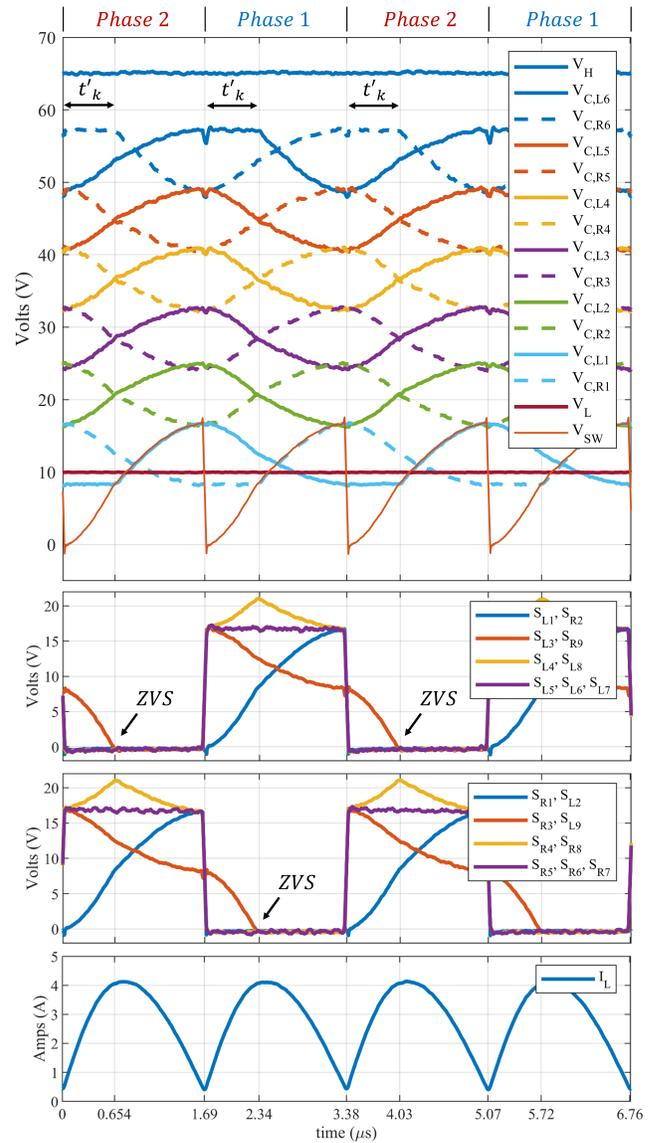 Phase 2 Phase 1 Phase 2 Phase 1
70
60
50
40
30
20
10
0
Volts (V)
t'k t'k t'k
VH
VC,L6
VC,R6
VC,L5
VC,R5
VC,L4
VC,R4
VC,L3
VC,R3
VC,L2
VC,R2
VC,L1
VC,R1
VL
VSW
20
15
10
5
0
Volts (V)
ZVS ZVS
SL1, SR2
SL3, SR9
SL4, SL8
SL5, SL6, SL7
20
15
10
5
0
Volts (V)
ZVS
SR1, SL2
SR3, SL9
SR4, SR8
SR5, SR6, SR7
5
4
3
2
1
0
Amps (A)
IL
0 0.654 1.69 2.34 3.38 4.03 5.07 5.72 6.76
time (μs)